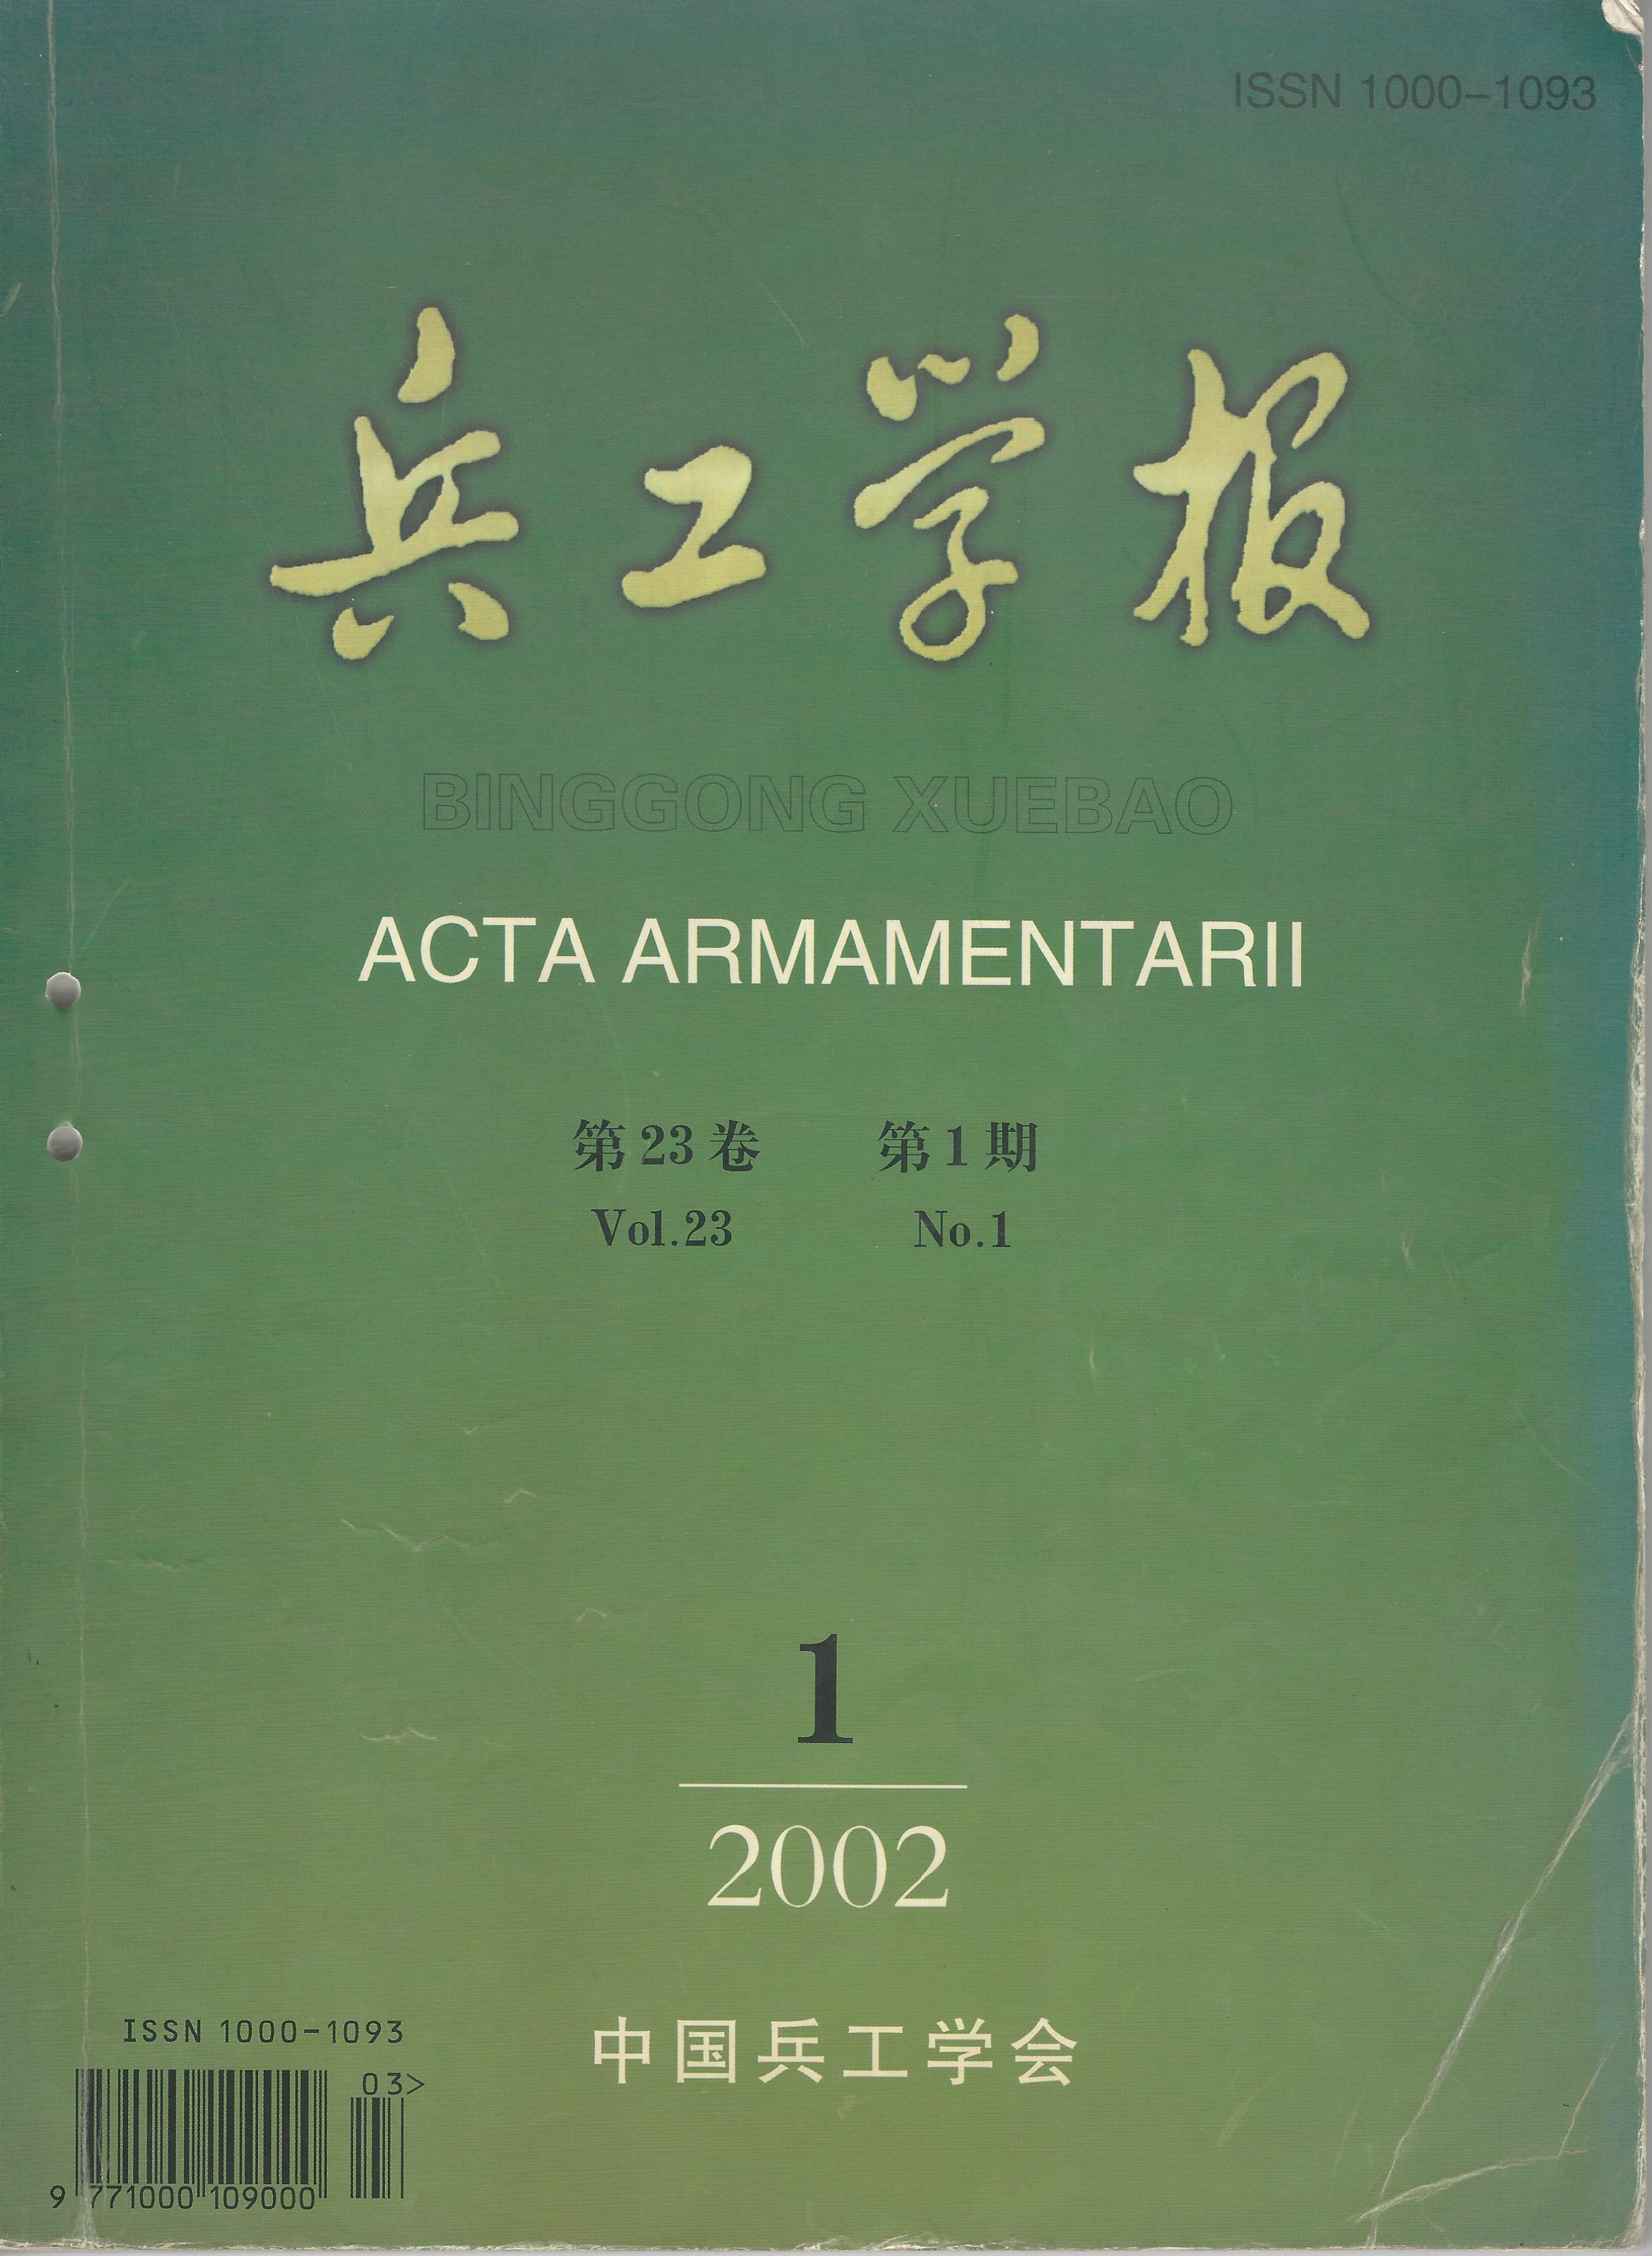 ISSN 1000-1093
兵工学报
BINGGONG XUEBAO
ACTA ARMAMENTARII
第23卷 第1期
Vol.23 No.1
1
2002
中国兵工学会
ISSN 1000-1093
03>
9 771000 109000